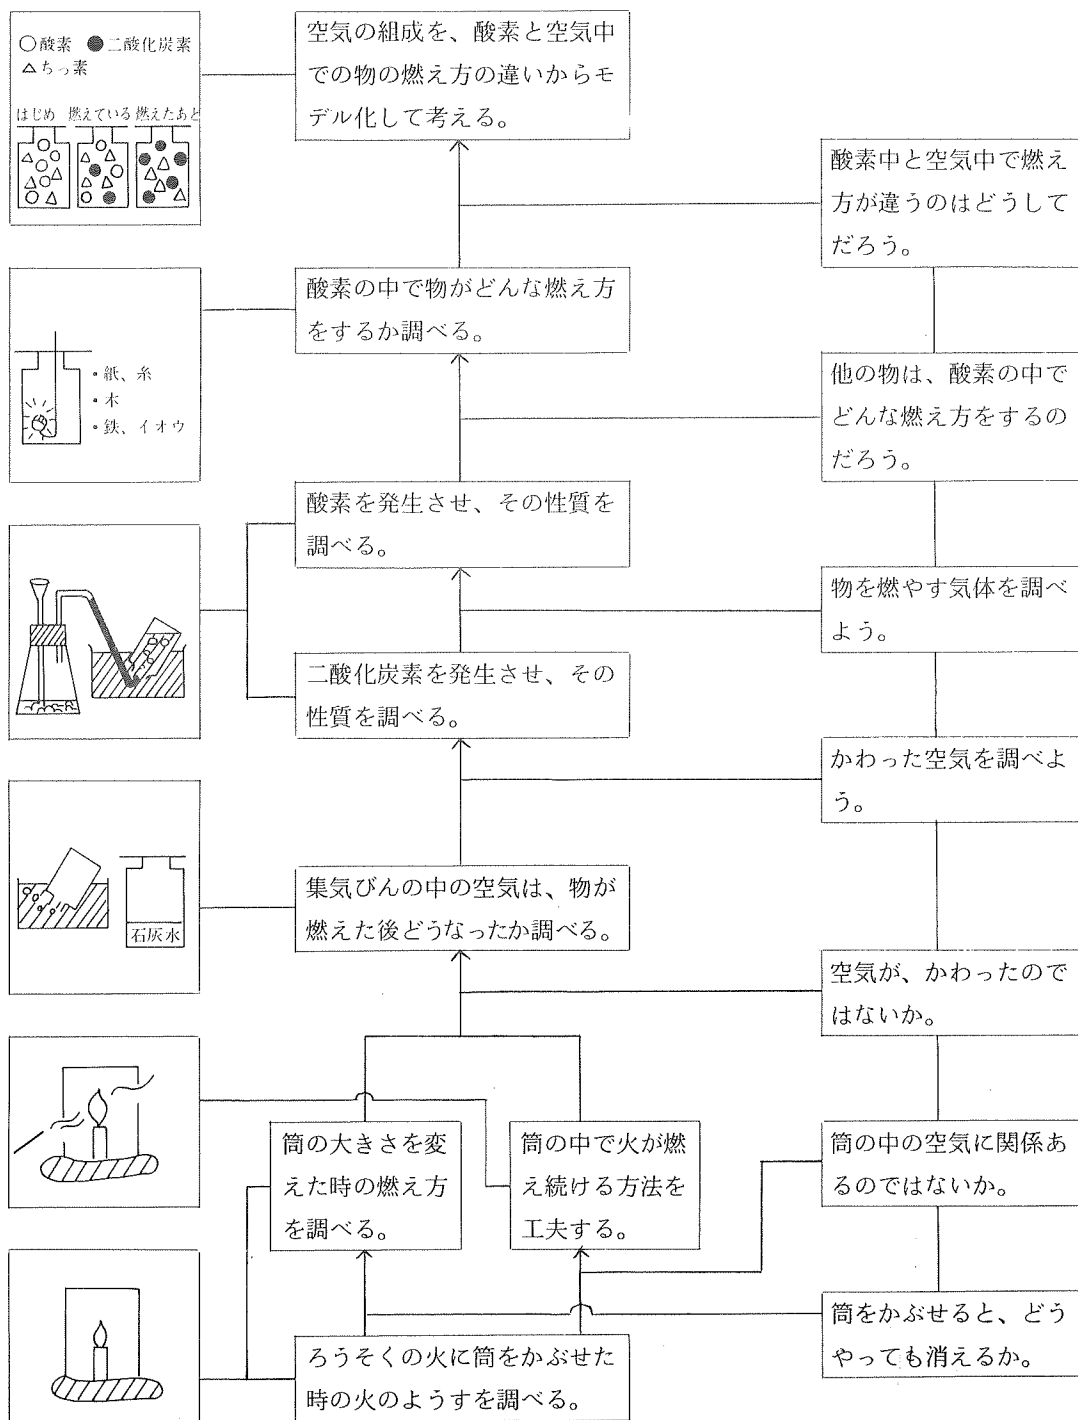 ○酸素 ●二酸化炭素
△ちっ素
はじめ 燃えている 燃えたあと
空気の組成を、酸素と空気中
での物の燃え方の違いからモ
デル化して考える。
酸素中と空気中で燃え
方が違うのはどうして
だろう。
酸素の中で物がどんな燃え方
をするか調べる。
・紙、糸
・木
・鉄、イオウ
他の物は、酸素の中で
どんな燃え方をするの
だろう。
酸素を発生させ、その性質を
調べる。
物を燃やす気体を調べ
よう。
二酸化炭素を発生させ、その
性質を調べる。
かわった空気を調べよ
う。
集気びんの中の空気は、物が
燃えた後どうなったか調べる。
石灰水
空気が、かわったので
はないか。
筒の大きさを変
えた時の燃え方
を調べる。
筒の中で火が燃
え続ける方法を
工夫する。
筒の中の空気に関係あ
るのではないか。
筒をかぶせると、どう
やっても消えるか。
ろうそくの火に筒をかぶせた
時の火のようすを調べる。